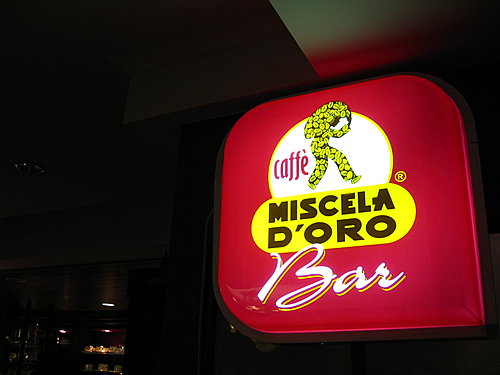 caffè
®
MISCELA
D'ORO
Bar